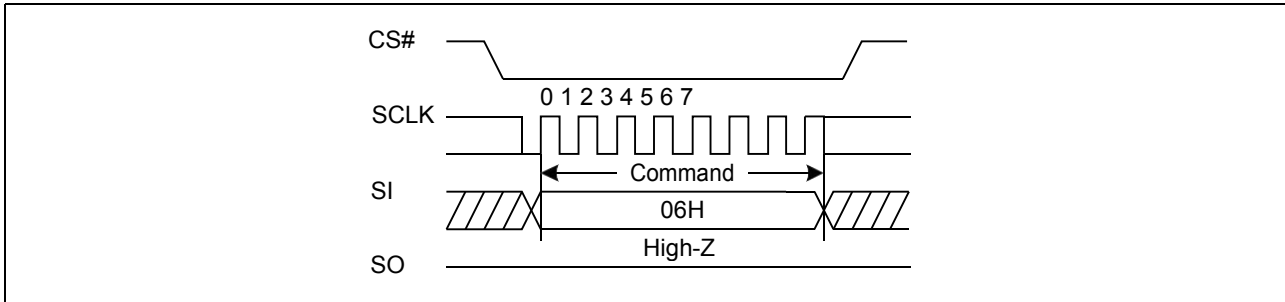 CS#
0 1 2 3 4 5 6 7
SCLK
Command
SI
06H
High-Z
SO